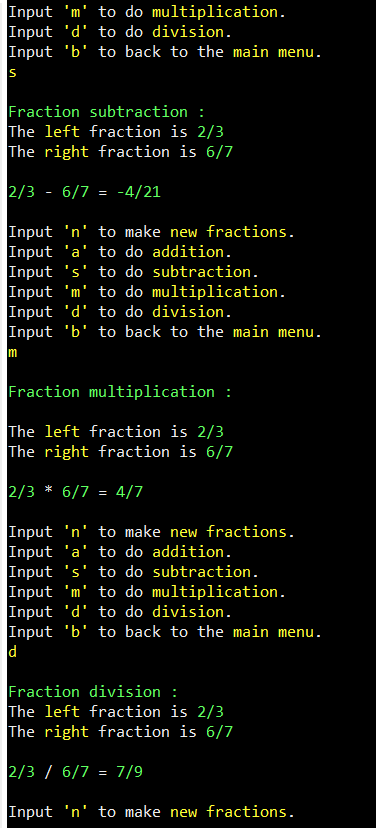 Input 'm' to do multiplication.
Input 'd' to do division.
Input 'b' to back to the main menu.
s
Fraction subtraction :
The left fraction is 2/3
The right fraction is 6/7
2/3 - 6/7 = -4/21
Input 'n' to make new fractions.
Input 'a' to do addition.
Input 's' to do subtraction.
Input 'm' to do multiplication.
Input 'd' to do division.
Input 'b' to back to the main menu.
m
Fraction multiplication :
The left fraction is 2/3
The right fraction is 6/7
2/3 * 6/7 = 4/7
Input 'n' to make new fractions.
Input 'a' to do addition.
Input 's' to do subtraction.
Input 'm' to do multiplication.
Input 'd' to do division.
Input 'b' to back to the main menu.
d
Fraction division :
The left fraction is 2/3
The right fraction is 6/7
2/3 / 6/7 = 7/9
Input 'n' to make new fractions.